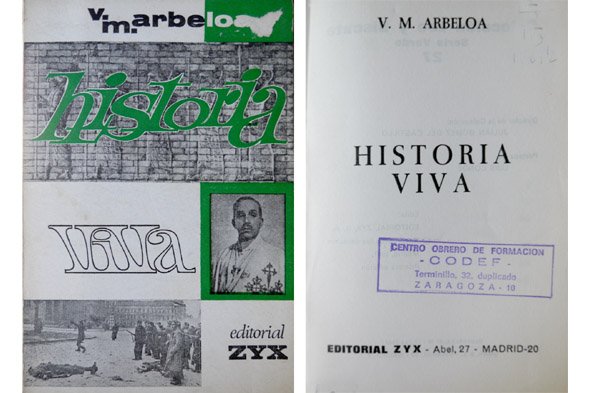 v.m.arbeloa
historia
viva
editorial
ZYX
V. M. ARBELOA
HISTORIA
VIVA
CENTRO OBRERO DE FORMACION
- CODEF -
Terminillo, 32, duplicado
ZARAGOZA - 10
EDITORIAL ZYX - Abel, 27 - MADRID-20